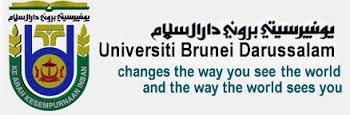 يونيۏرسيتي بروني دارالسلام
Universiti Brunei Darussalam
changes the way you see the world
and the way the world sees you
KE ARAH KESEMPURNAAN INSAN